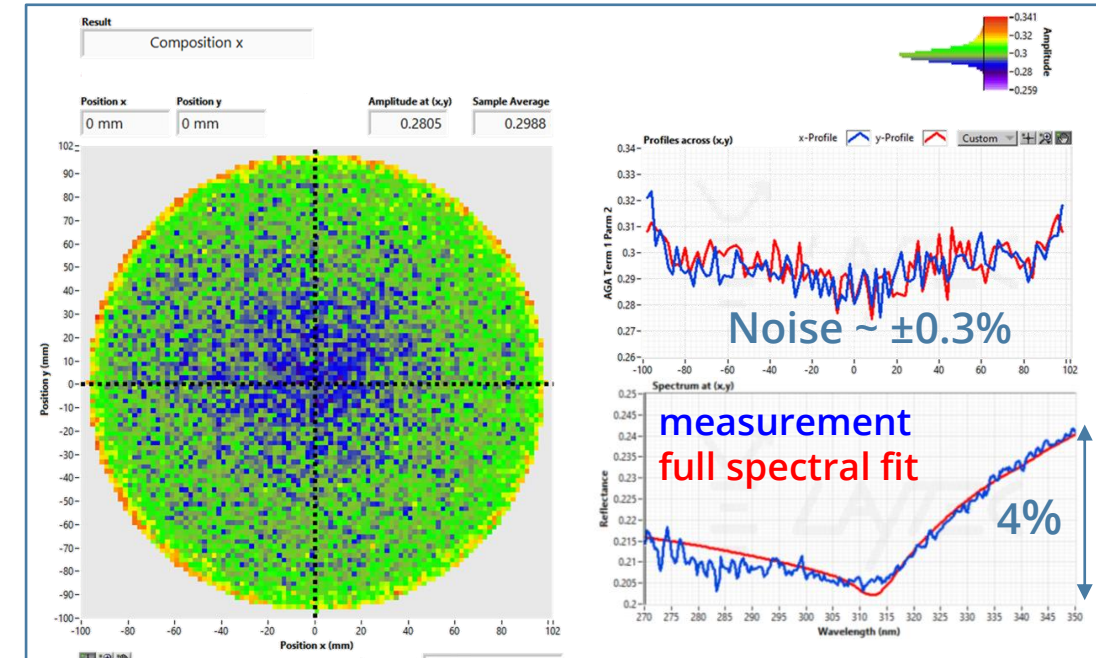 Result
Composition x
Position x Position y Amplitude at (x,y) Sample Average
0 mm 0 mm 0.2805 0.2988
-0.341
-0.32
-0.3
-0.28
-0.259
Amplitude
102
90
80
70
60
50
40
30
20
10
0
-10
-20
-30
-40
-50
-60
-70
-80
-90
-100
Position y (mm)
-100 -80 -60 -40 -20 0 20 40 60 80 102
Position x (mm)
Profiles across (x,y) x-Profile y-Profile Custom
0.34
0.33
0.32
0.31
0.3
0.29
0.28
0.27
0.26
AGA Term 1 Parm 2
Noise ~ ±0.3%
-100 -80 -60 -40 -20 0 20 40 60 80 102
Spectrum at (x,y)
0.25
0.245
0.24
0.235
0.23
0.225
0.22
0.215
0.21
0.205
0.2
Reflectance
measurement
full spectral fit
4%
270 275 280 285 290 295 300 305 310 315 320 325 330 335 340 345 350
Wavelength (nm)